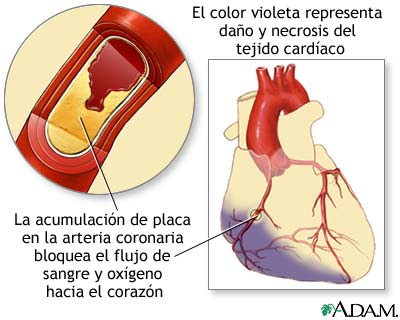 El color violeta representa
daño y necrosis del
tejido cardíaco
La acumulación de placa
en la arteria coronaria
bloquea el flujo de
sangre y oxígeno
hacia el corazón
ADAM.